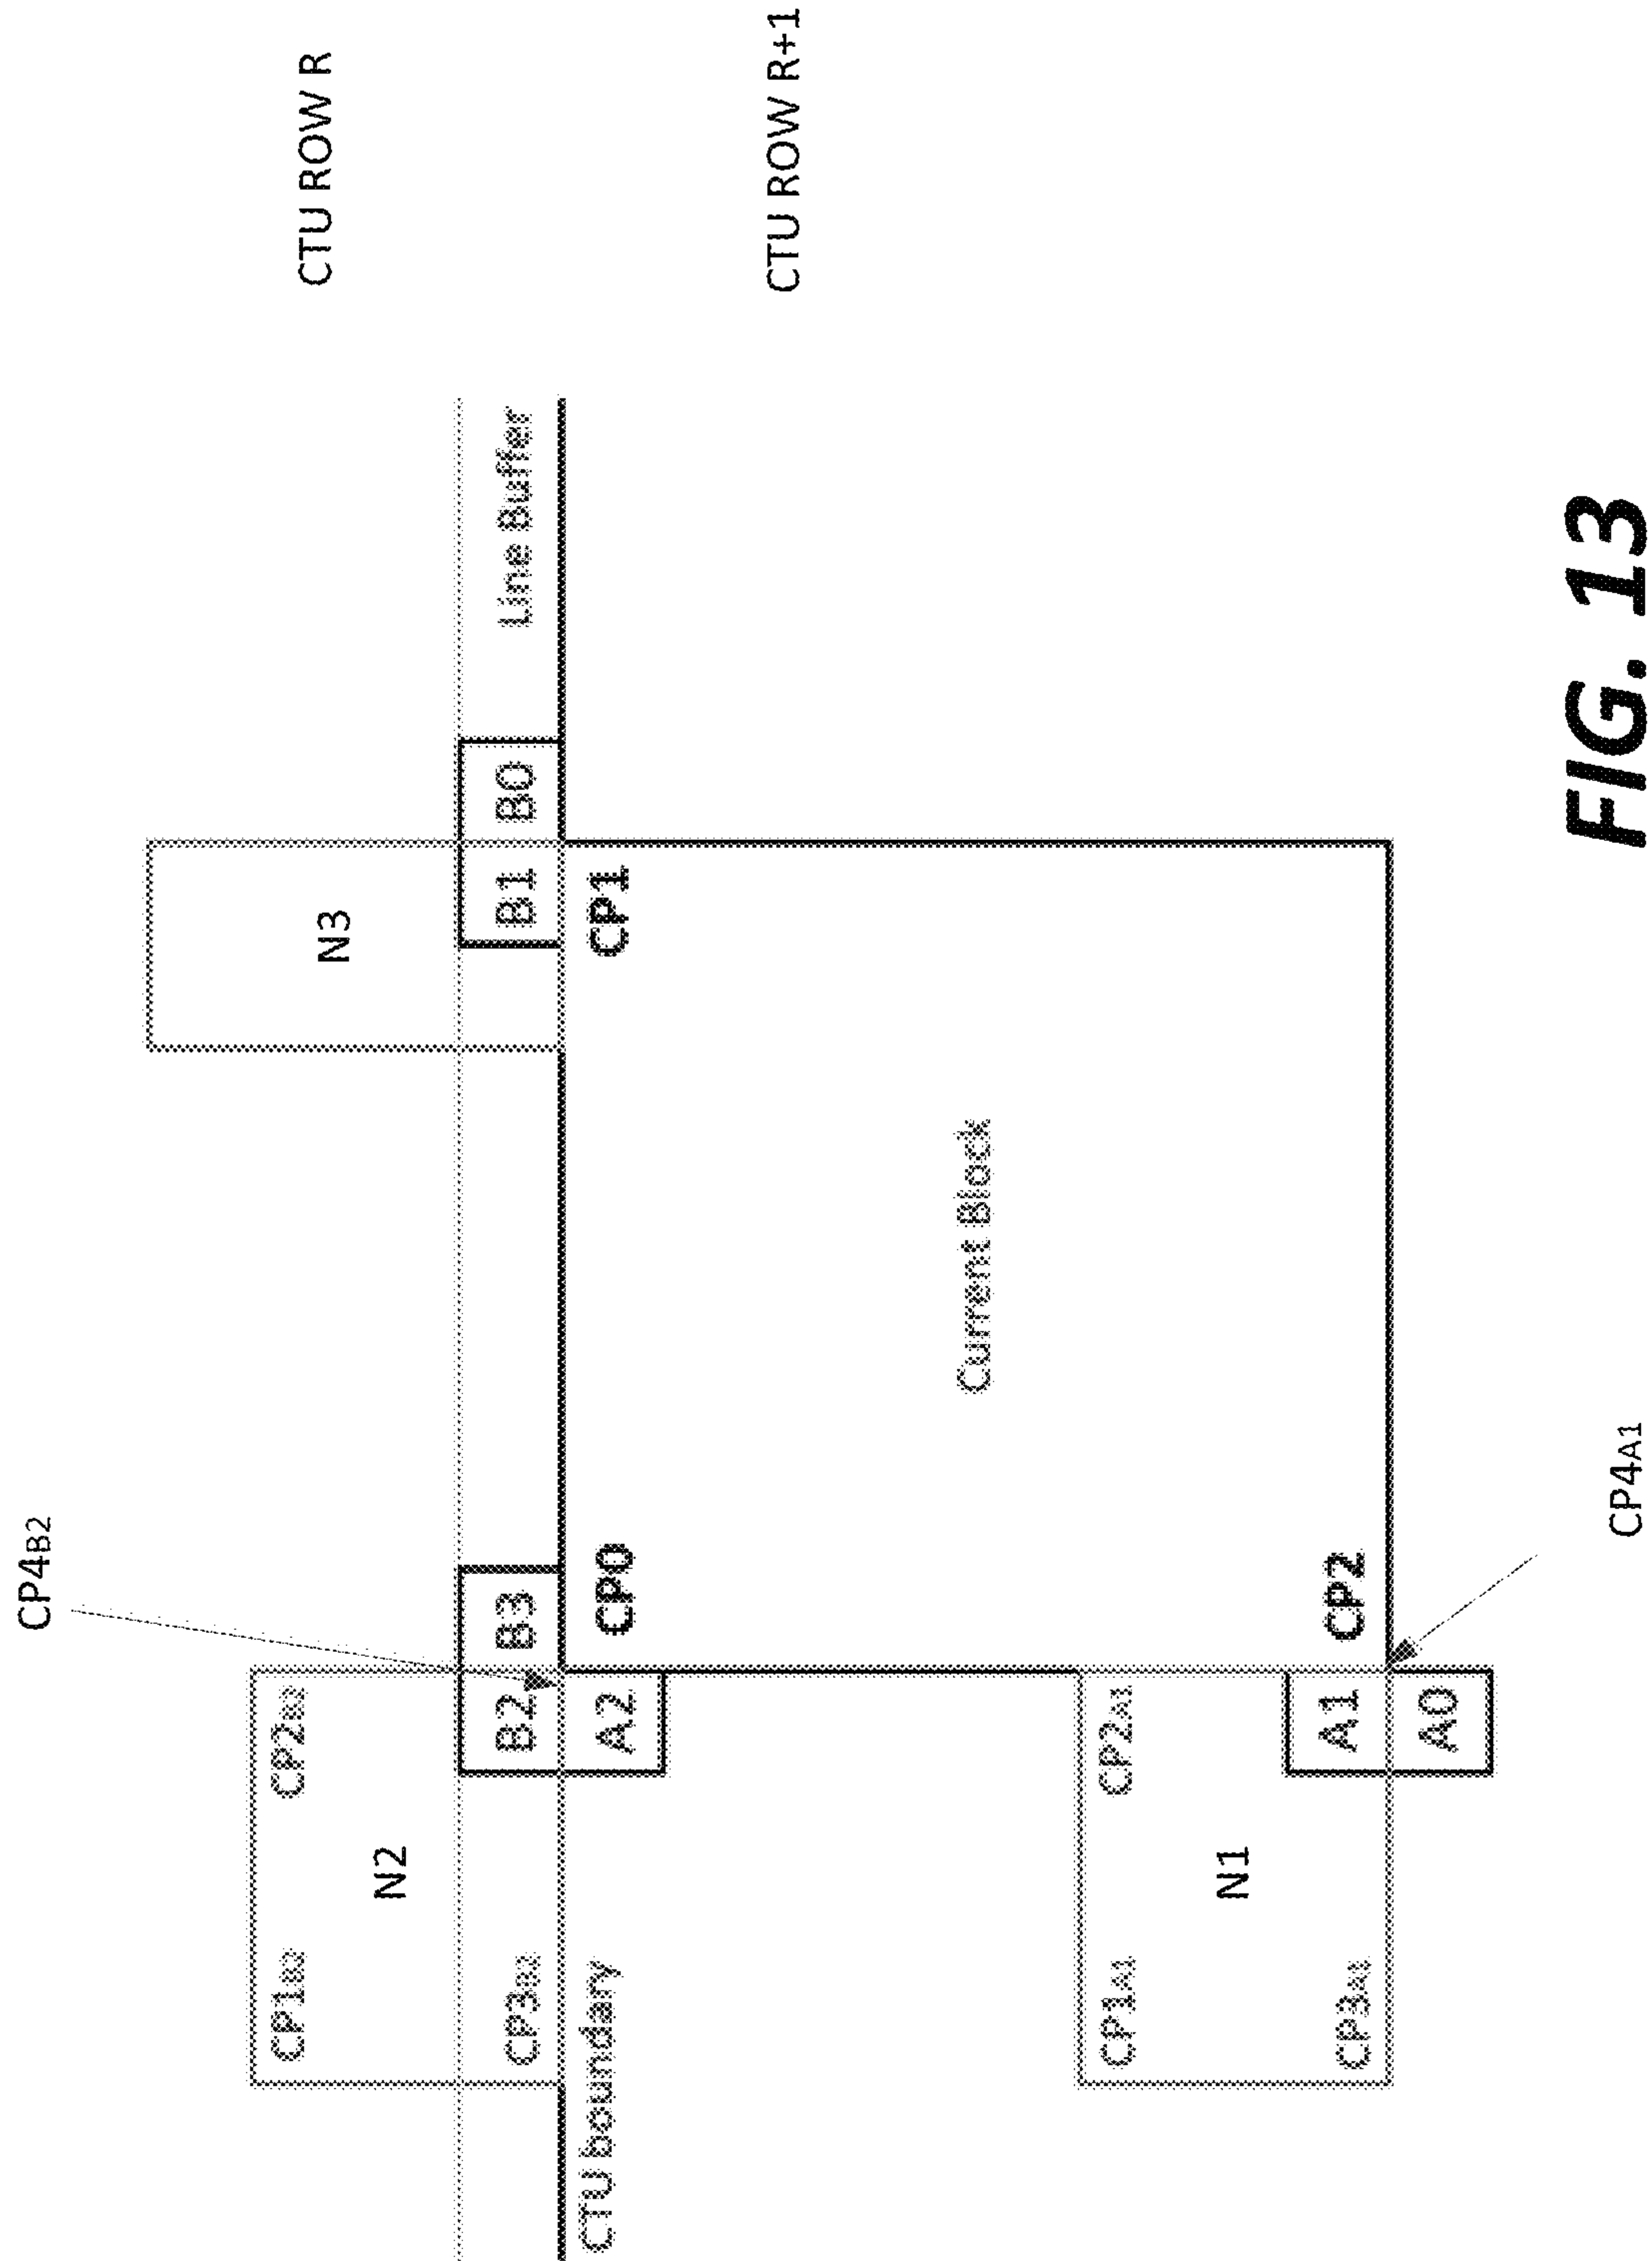 CP4B2
CTU ROW R
CP1B2
CP2B2
N2
N3
CP3B2
B2
B3
B1
B0
Line Buffer
CTU boundary
A2
CP0
CP1
CTU ROW R+1
Current Block
CP1A1
CP2A1
N1
CP3A1
A1
CP2
A0
CP4A1
FIG. 13